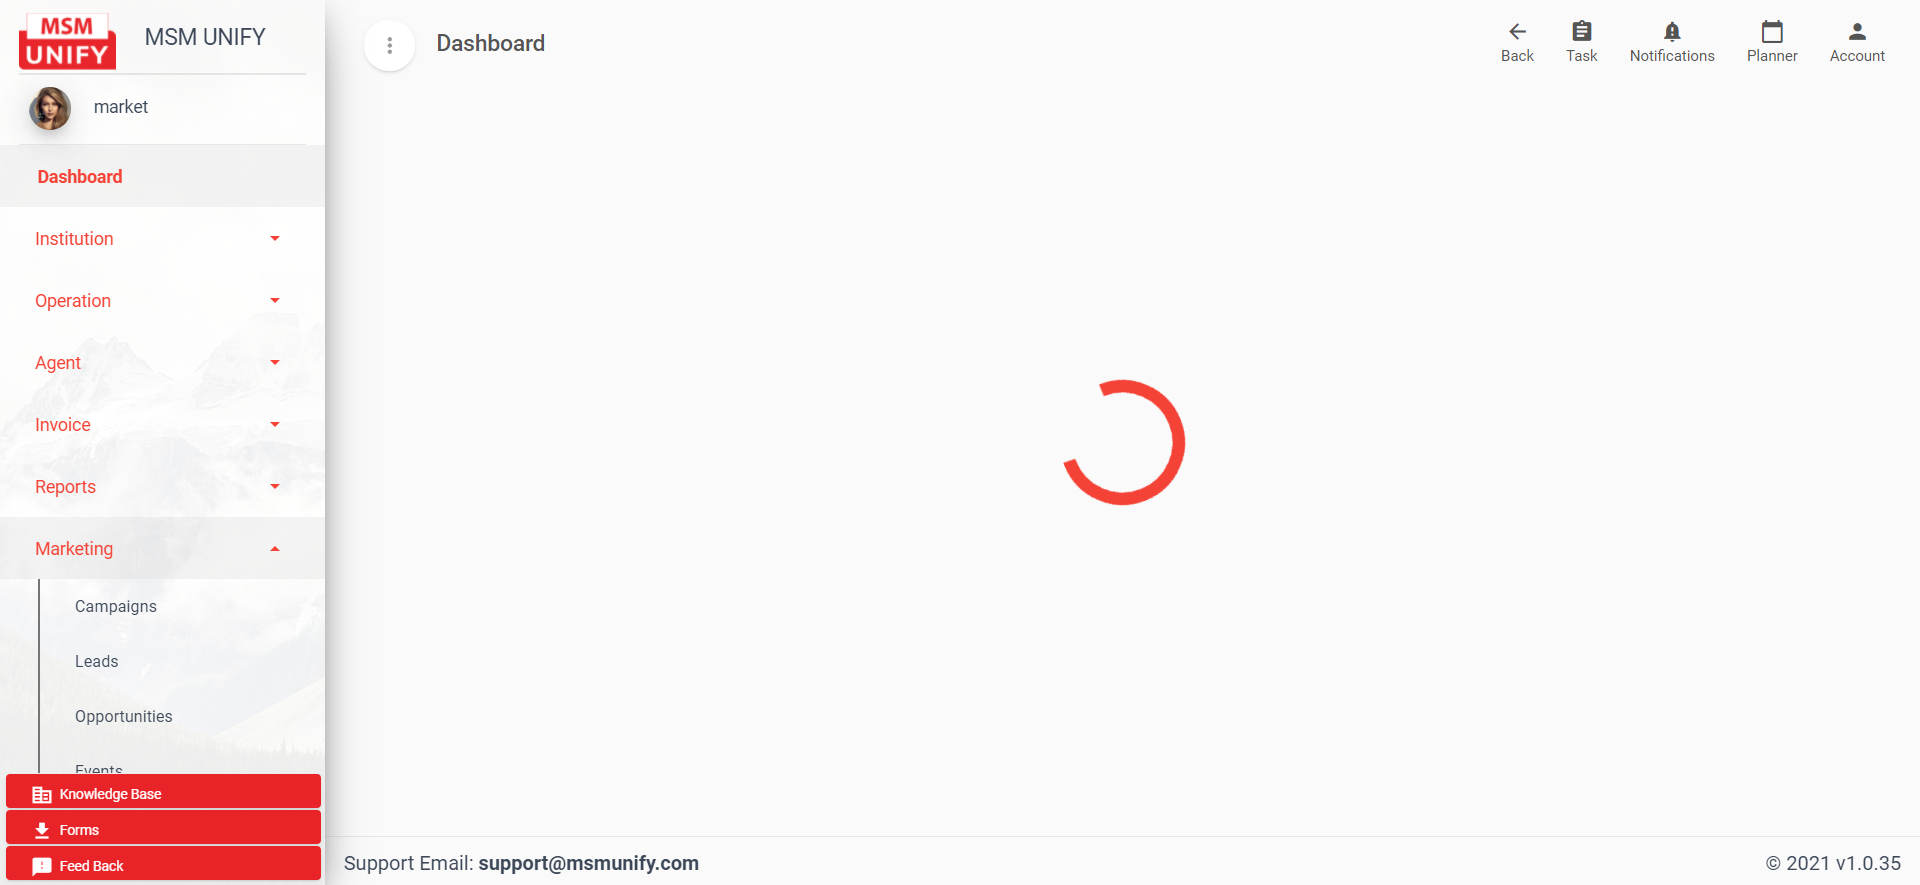 MSM
UNIFY
MSM UNIFY
market
Dashboard
Institution
Operation
Agent
Invoice
Reports
Marketing
Campaigns
Leads
Opportunities
Events
Knowledge Base
Forms
Feed Back
Dashboard
Back
Task
Notifications
Planner
Account
Support Email: support@msmunify.com
© 2021 v1.0.35